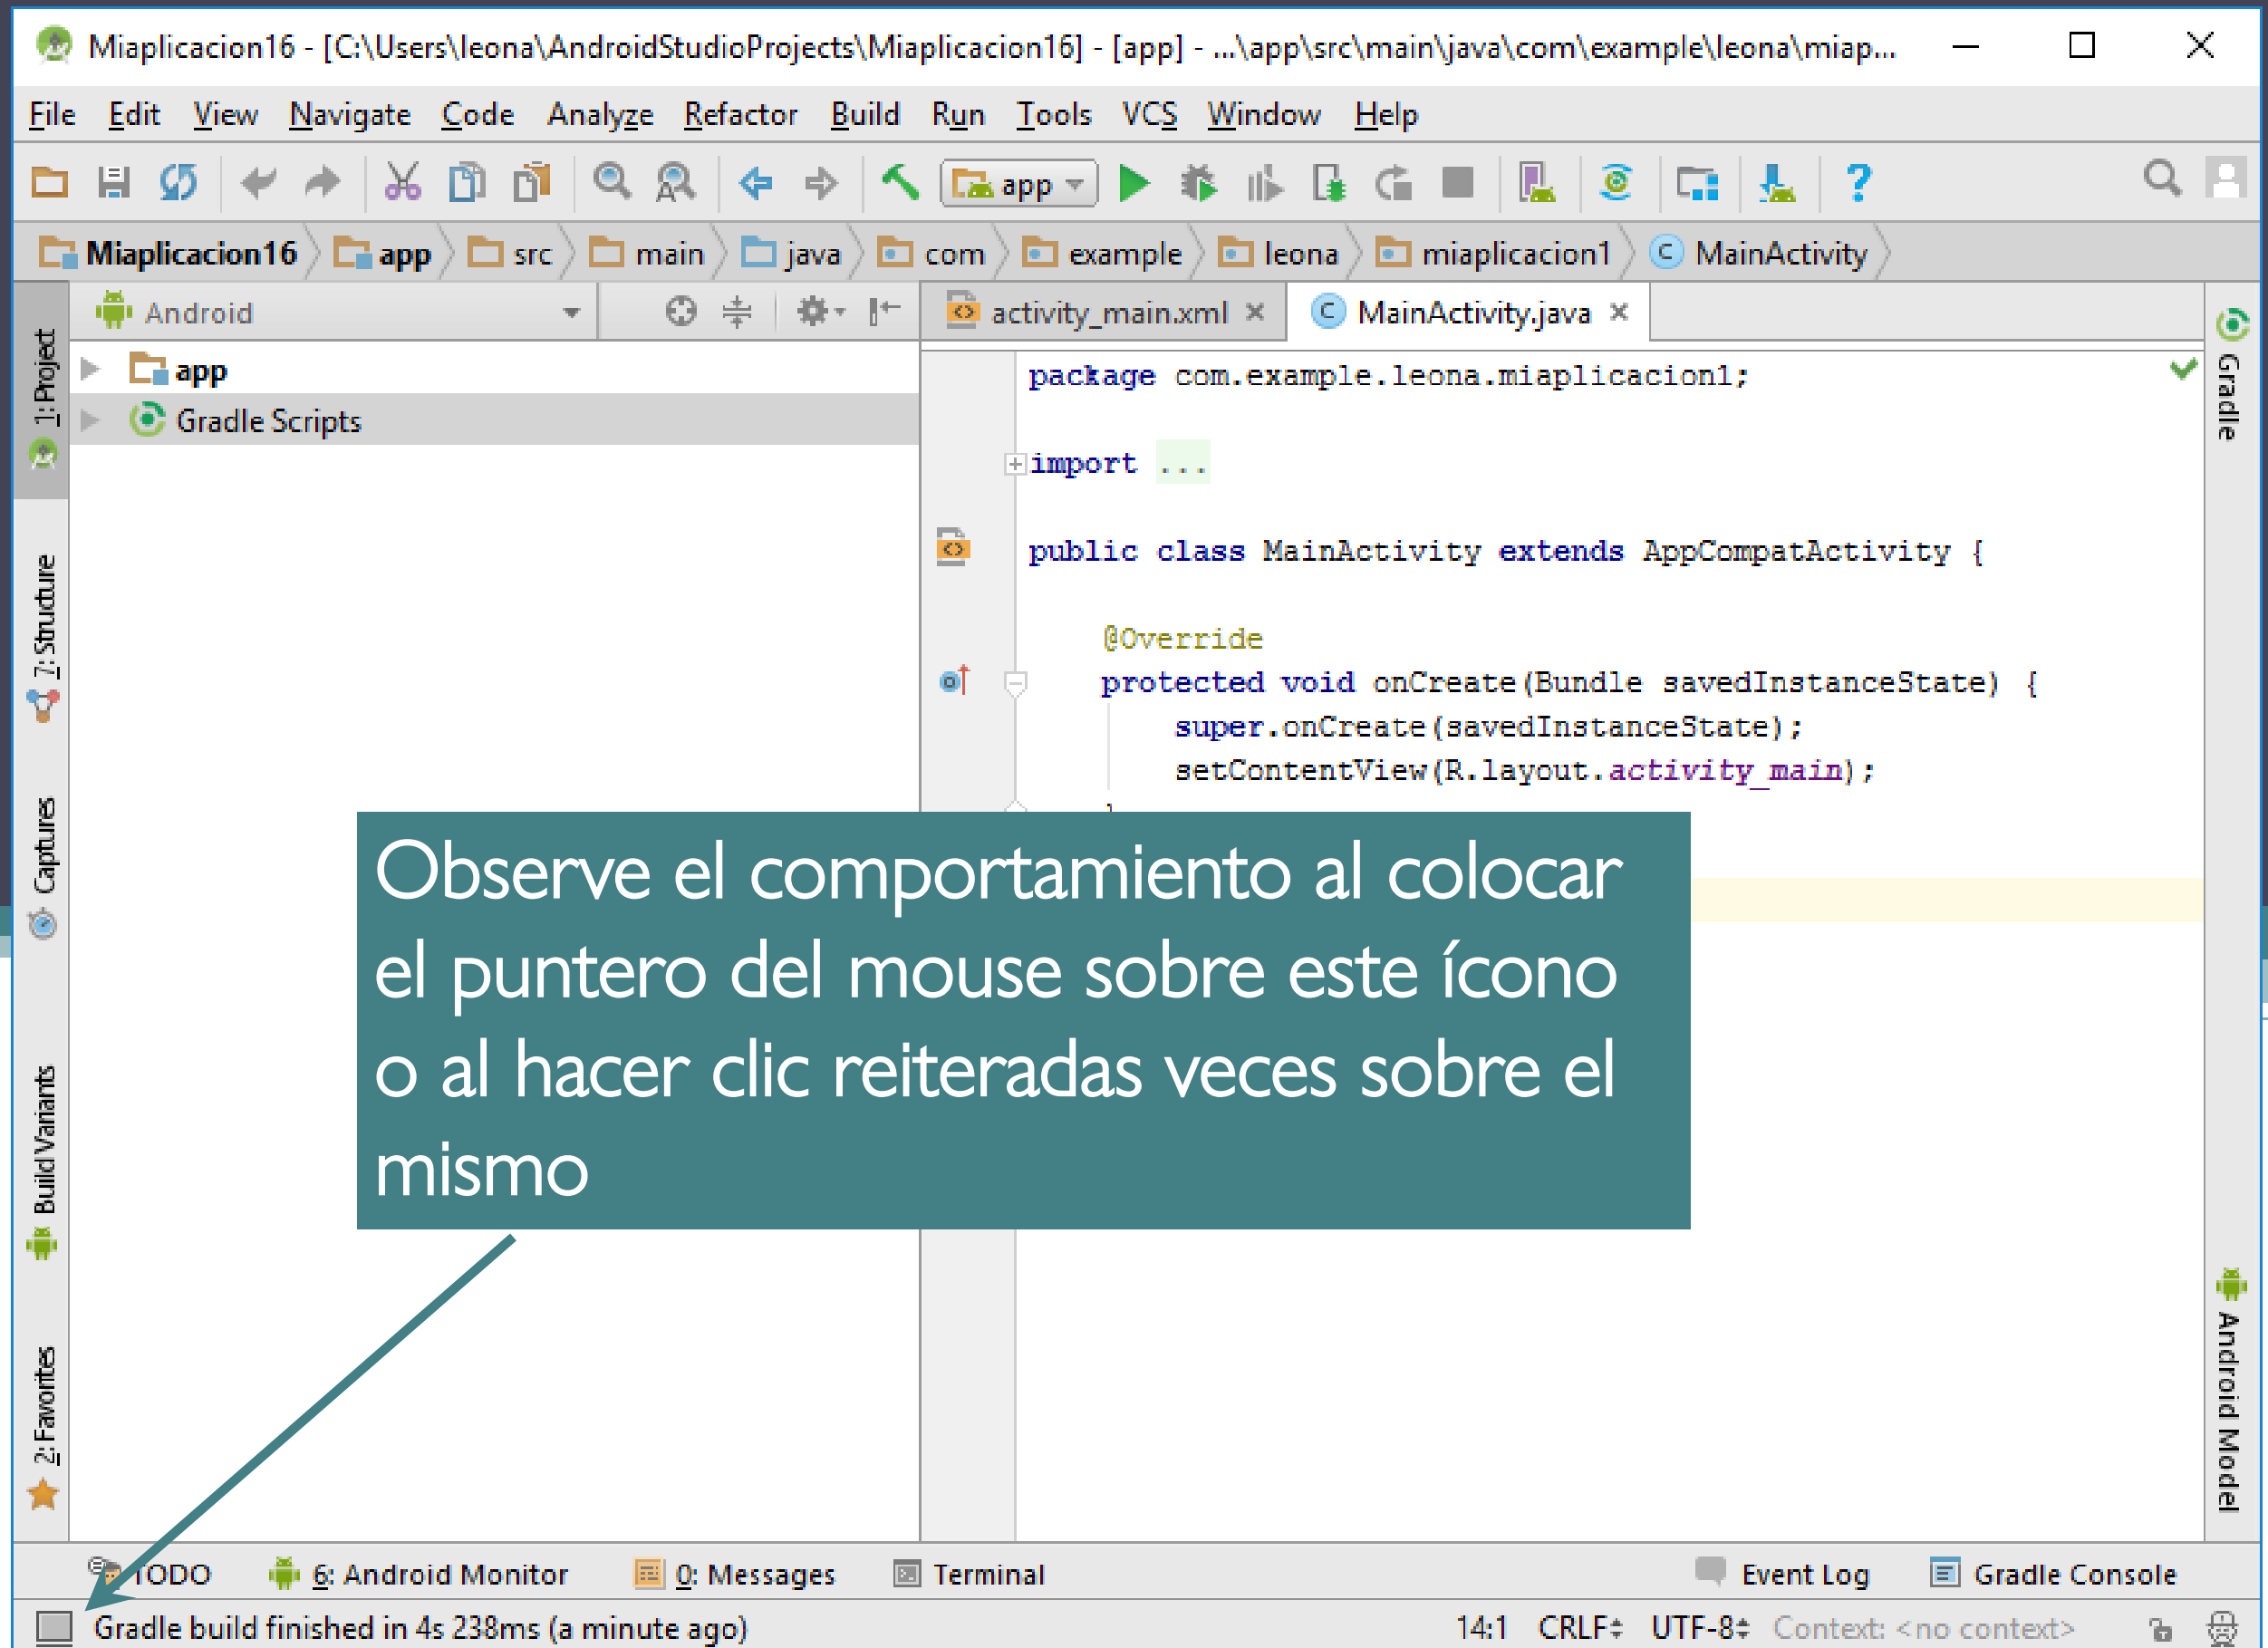 Miaplicacion16 - [C:\Users\leona\AndroidStudioProjects\Miaplicacion16] - [app] - ...\app\src\main\java\com\example\leona\miap...
File Edit View Navigate Code Analyze Refactor Build Run Tools VCS Window Help
app
Miaplicacion16 app src main java com example leona miaplicacion1 MainActivity
Android
activity_main.xml MainActivity.java
1: Project
7: Structure
Captures
Build Variants
2: Favorites
app
Gradle Scripts
package com.example.leona.miaplicacion1;
import ...
public class MainActivity extends AppCompatActivity {
@Override
protected void onCreate(Bundle savedInstanceState) {
super.onCreate(savedInstanceState);
setContentView(R.layout.activity_main);
Observe el comportamiento al colocar
el puntero del mouse sobre este ícono
o al hacer clic reiteradas veces sobre el
mismo
Gradle
Android Model
TODO 6: Android Monitor 0: Messages Terminal Event Log Gradle Console
Gradle build finished in 4s 238ms (a minute ago) 14:1 CRLF UTF-8 Context: <no context>